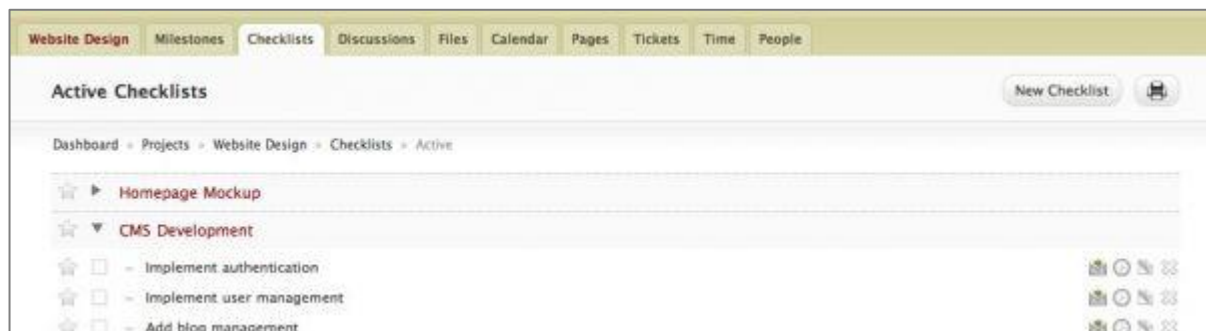 Website Design Milestones Checklists Discussions Files Calendar Pages Tickets Time People
Active Checklists New Checklist
Dashboard » Projects » Website Design » Checklists » Active
Homepage Mockup
CMS Development
– Implement authentication
– Implement user management
– Add blog management